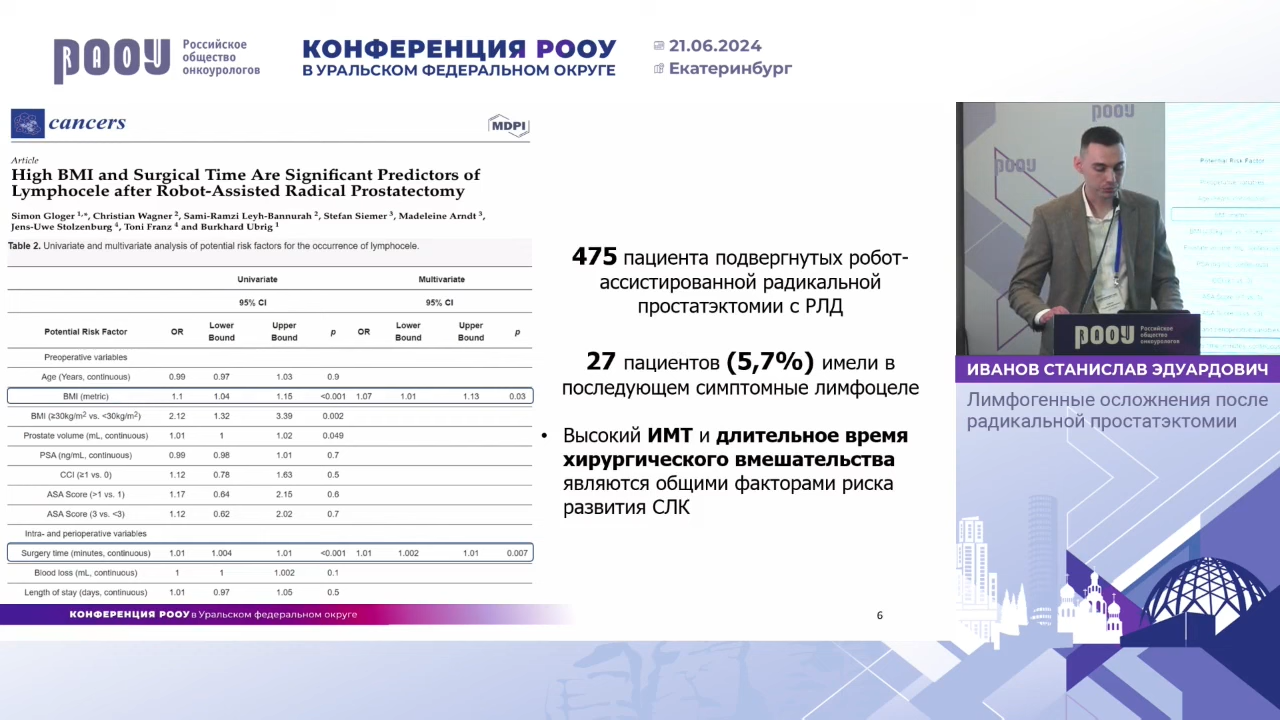 РООУ
Российское
общество
онкоурологов
КОНФЕРЕНЦИЯ РООУ
В УРАЛЬСКОМ ФЕДЕРАЛЬНОМ ОКРУГЕ
21.06.2024
Екатеринбург
cancers
MDPI
Article
High BMI and Surgical Time Are Significant Predictors of
Lymphocele after Robot-Assisted Radical Prostatectomy
Simon Gloger 1,*, Christian Wagner 2, Sami-Ramzi Leyh-Bannurah 2, Stefan Siemer 3, Madeleine Arndt 3,
Jens-Uwe Stolzenburg 4, Toni Franz 4 and Burkhard Ubrig 1
Table 2. Univariate and multivariate analysis of potential risk factors for the occurrence of lymphocele.
Univariate Multivariate
95% CI 95% CI
Potential Risk Factor OR Lower Bound Upper Bound p OR Lower Bound Upper Bound p
Preoperative variables
Age (Years, continuous) 0.99 0.97 1.03 0.9
BMI (metric) 1.1 1.04 1.15 <0.001 1.07 1.01 1.13 0.03
BMI (≥30kg/m2 vs. <30kg/m2) 2.12 1.32 3.39 0.002
Prostate volume (mL, continuous) 1.01 1 1.02 0.049
PSA (ng/mL, continuous) 0.99 0.98 1.01 0.7
CCI (≥1 vs. 0) 1.12 0.78 1.63 0.5
ASA Score (>1 vs. 1) 1.17 0.64 2.15 0.6
ASA Score (3 vs. <3) 1.12 0.62 2.02 0.7
Intra- and perioperative variables
Surgery time (minutes, continuous) 1.01 1.004 1.01 <0.001 1.01 1.002 1.01 0.007
Blood loss (mL, continuous) 1 1 1.002 0.1
Length of stay (days, continuous) 1.01 0.97 1.05 0.5
475 пациента подвергнутых робот-
ассистированной радикальной
простатэктомии с РЛД
27 пациентов (5,7%) имели в
последующем симптомные лимфоцеле
• Высокий ИМТ и длительное время
хирургического вмешательства
являются общими факторами риска
развития СЛК
КОНФЕРЕНЦИЯ РООУ в Уральском федеральном округе
6
РООУ
РООУ
Potential Risk Factor
РООУ
Российское
общество
онкоурологов
ИВАНОВ СТАНИСЛАВ ЭДУАРДОВИЧ
Лимфогенные осложнения после
радикальной простатэктомии